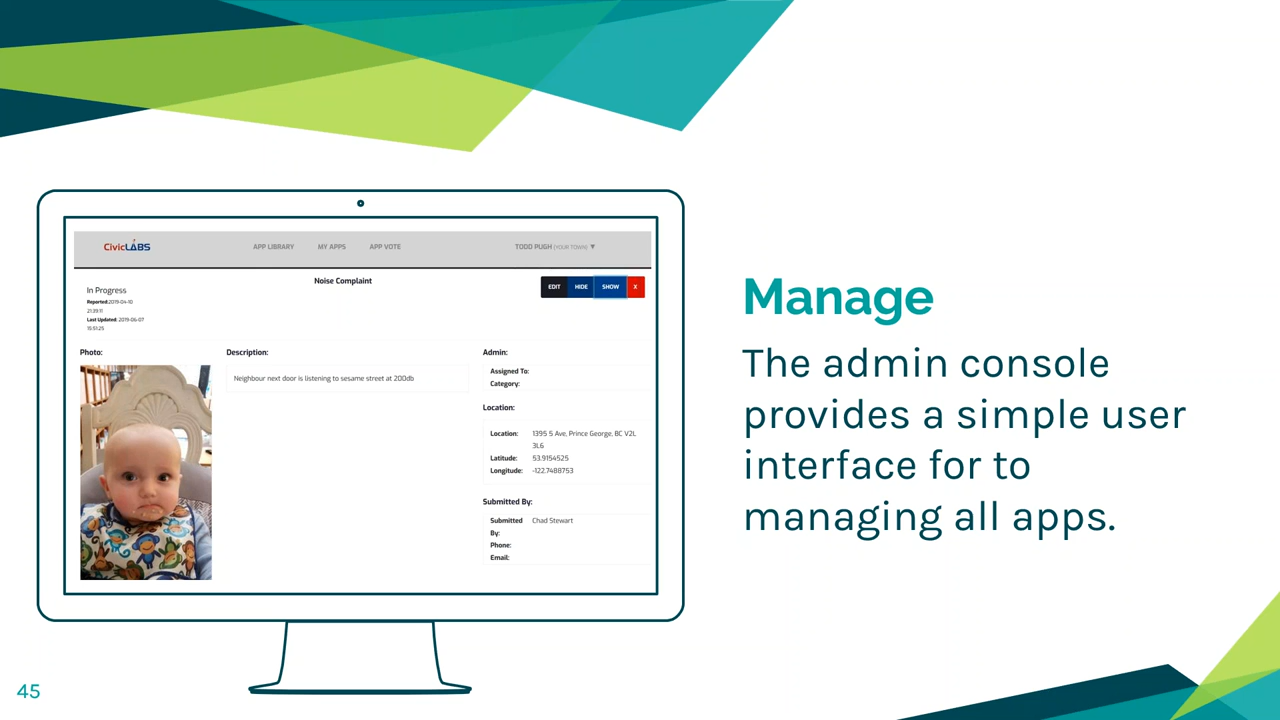 CivicLABS
APP LIBRARY MY APPS APP VOTE
TODD PUGH (YOUR TOWN) ▼
Noise Complaint
EDIT HIDE SHOW X
In Progress
Reported:2019-04-10
21:39:11
Last Updated: 2019-06-07
15:51:25
Photo:
Description:
Neighbour next door is listening to sesame street at 200db
Admin:
Assigned To:
Category:
Location:
Location: 1395 5 Ave, Prince George, BC V2L
3L6
Latitude: 53.9154525
Longitude: -122.7488753
Submitted By:
Submitted Chad Stewart
By:
Phone:
Email:
Manage
The admin console
provides a simple user
interface for to
managing all apps.
45